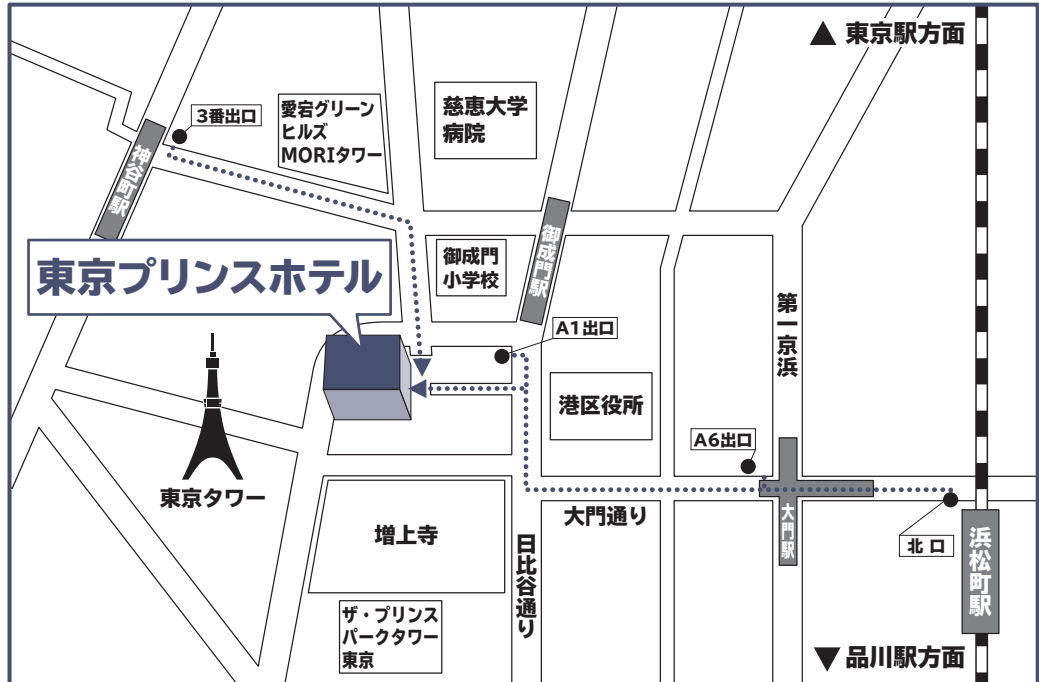 ▲ 東京駅方面
3番出口
愛宕グリーン
ヒルズ
MORIタワー
慈恵大学
病院
神谷町駅
御成門
小学校
御成門駅
東京プリンスホテル
A1出口
第一京浜
港区役所
A6出口
東京タワー
大門通り
大門駅
増上寺
日比谷通り
北口
浜松町駅
ザ・プリンス
パークタワー
東京
▼ 品川駅方面